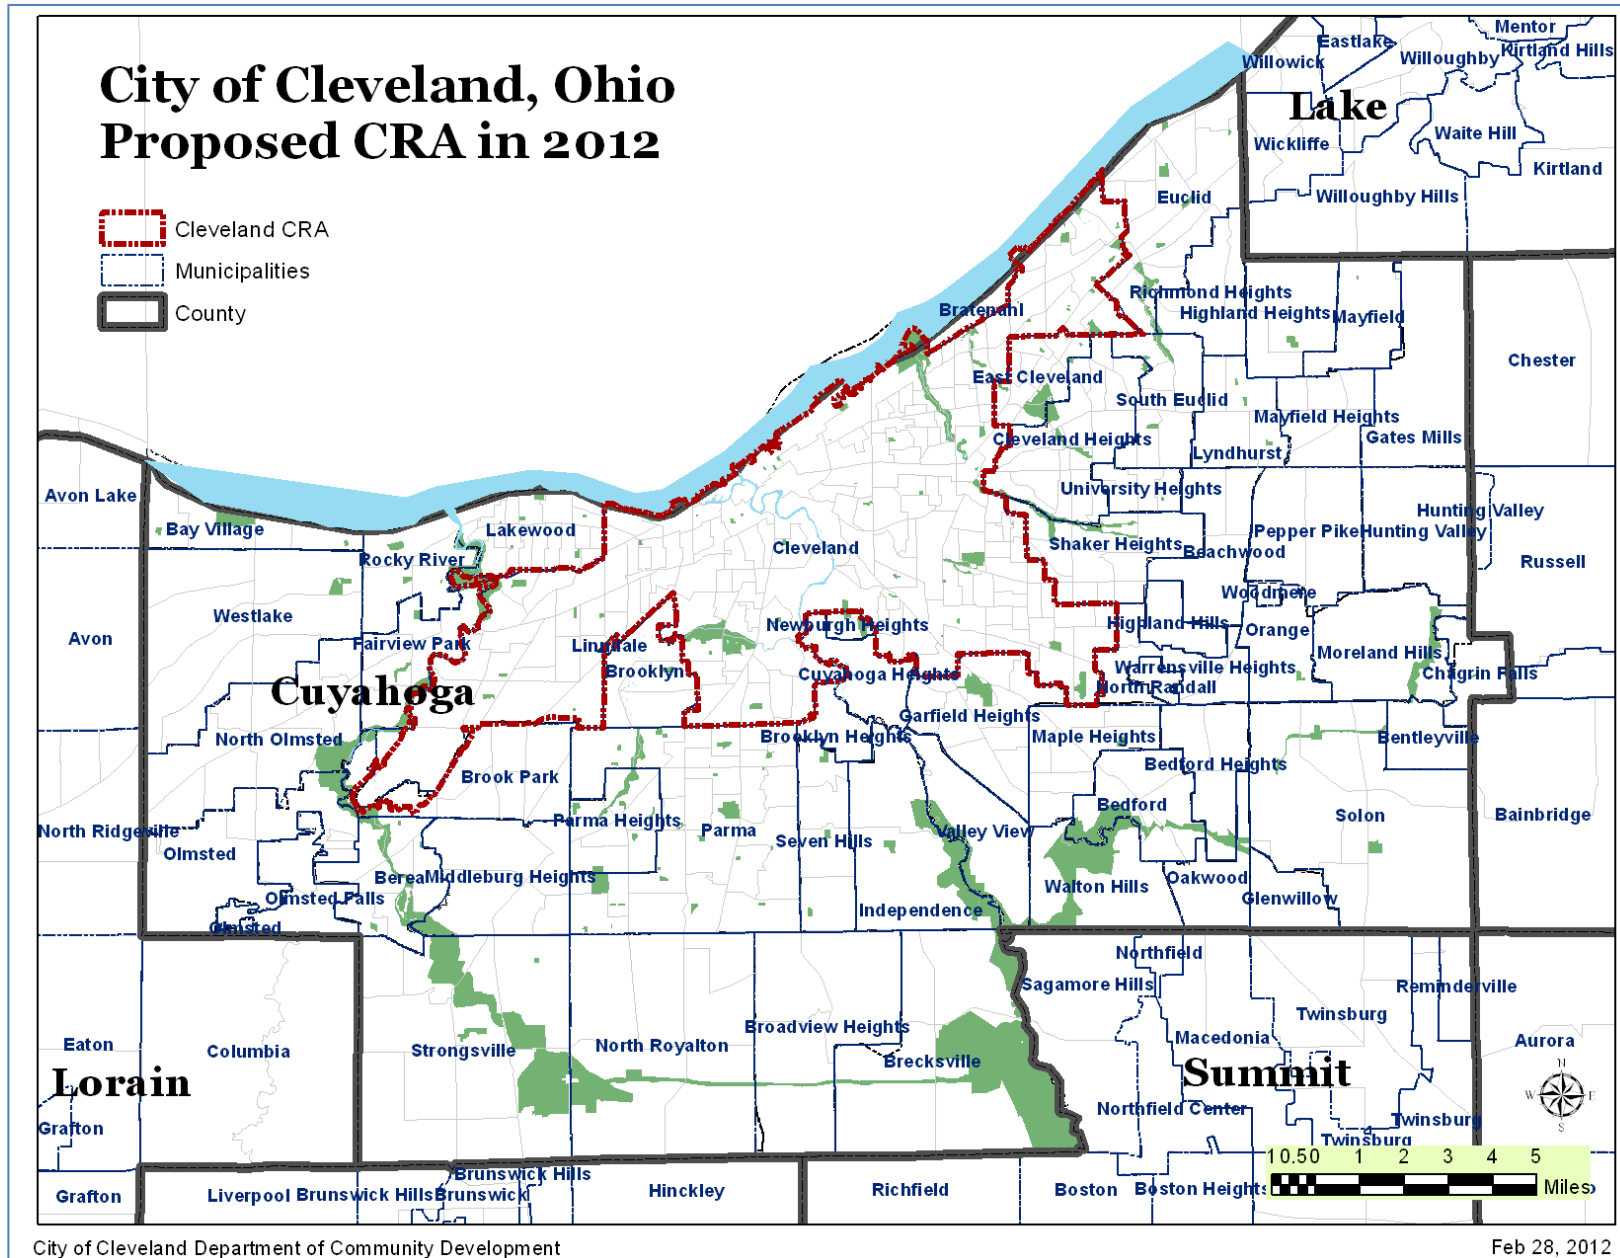 City of Cleveland, Ohio
Proposed CRA in 2012
Cleveland CRA
Municipalities
County
Mentor
Eastlake
Willoughby
Kirtland Hills
Willowick
Lake
Waite Hill
Wickliffe
Kirtland
Willoughby Hills
Euclid
Richmond Heights
Highland Heights
Mayfield
Bratenahl
Chester
East Cleveland
South Euclid
Mayfield Heights
Gates Mills
Cleveland Heights
Lyndhurst
University Heights
Avon Lake
Bay Village
Lakewood
Hunting Valley
Pepper Pike
Hunting Valley
Shaker Heights
Beachwood
Cleveland
Rocky River
Russell
Woodmere
Westlake
Avon
Fairview Park
Linndale
Newburgh Heights
Highland Hills
Orange
Moreland Hills
Brooklyn
Cuyahoga Heights
Warrensville Heights
Chagrin Falls
North Randall
Cuyahoga
Garfield Heights
North Olmsted
Brooklyn Heights
Maple Heights
Bentleyville
Brook Park
Bedford Heights
Bedford
North Ridgeville
Parma Heights
Parma
Seven Hills
Valley View
Solon
Bainbridge
Olmsted
Berea
Middleburg Heights
Walton Hills
Oakwood
Olmsted Falls
Glenwillow
Independence
Olmsted
Northfield
Sagamore Hills
Reminderville
Twinsburg
Eaton
Columbia
Strongsville
North Royalton
Broadview Heights
Brecksville
Macedonia
Aurora
Lorain
Summit
N
W
E
S
Grafton
Northfield Center
Twinsburg
Twinsburg
Grafton
Liverpool
Brunswick Hills
Brunswick
Brunswick Hills
Hinckley
Richfield
Boston
Boston Heights
1 0.5 0 1 2 3 4 5
Miles
City of Cleveland Department of Community Development
Feb 28, 2012